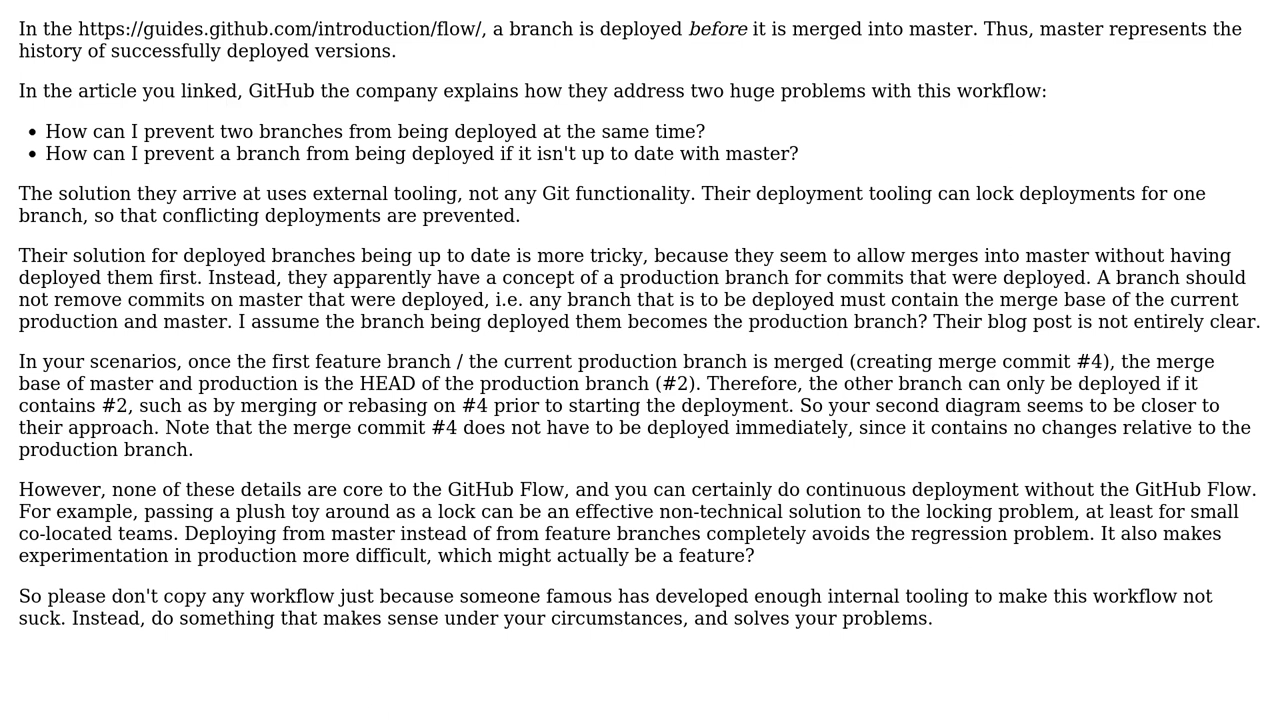 In the https://guides.github.com/introduction/flow/, a branch is deployed before it is merged into master. Thus, master represents the
history of successfully deployed versions.
In the article you linked, GitHub the company explains how they address two huge problems with this workflow:
• How can I prevent two branches from being deployed at the same time?
• How can I prevent a branch from being deployed if it isn't up to date with master?
The solution they arrive at uses external tooling, not any Git functionality. Their deployment tooling can lock deployments for one
branch, so that conflicting deployments are prevented.
Their solution for deployed branches being up to date is more tricky, because they seem to allow merges into master without having
deployed them first. Instead, they apparently have a concept of a production branch for commits that were deployed. A branch should
not remove commits on master that were deployed, i.e. any branch that is to be deployed must contain the merge base of the current
production and master. I assume the branch being deployed them becomes the production branch? Their blog post is not entirely clear.
In your scenarios, once the first feature branch / the current production branch is merged (creating merge commit #4), the merge
base of master and production is the HEAD of the production branch (#2). Therefore, the other branch can only be deployed if it
contains #2, such as by merging or rebasing on #4 prior to starting the deployment. So your second diagram seems to be closer to
their approach. Note that the merge commit #4 does not have to be deployed immediately, since it contains no changes relative to the
production branch.
However, none of these details are core to the GitHub Flow, and you can certainly do continuous deployment without the GitHub Flow.
For example, passing a plush toy around as a lock can be an effective non-technical solution to the locking problem, at least for small
co-located teams. Deploying from master instead of from feature branches completely avoids the regression problem. It also makes
experimentation in production more difficult, which might actually be a feature?
So please don't copy any workflow just because someone famous has developed enough internal tooling to make this workflow not
suck. Instead, do something that makes sense under your circumstances, and solves your problems.